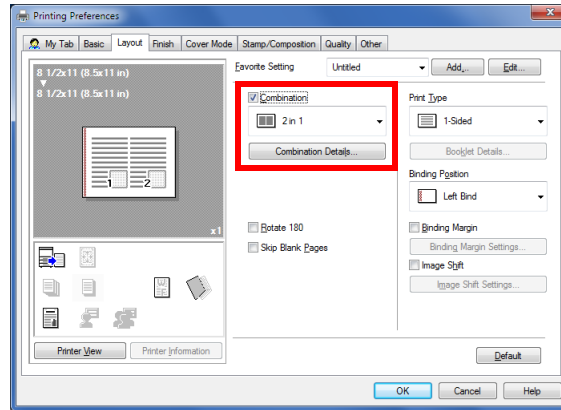 Printing Preferences
My Tab Basic Layout Finish Cover Mode Stamp/Composition Quality Other
8 1/2x11 (8.5x11 in)
8 1/2x11 (8.5x11 in)
1 2
x1
Printer View Printer Information
Favorite Setting Untitled Add... Edit...
Combination
2 in 1
Combination Details...
Rotate 180
Skip Blank Pages
Print Type
1-Sided
Booklet Details...
Binding Position
Left Bind
Binding Margin
Binding Margin Settings...
Image Shift
Image Shift Settings...
Default
OK Cancel Help